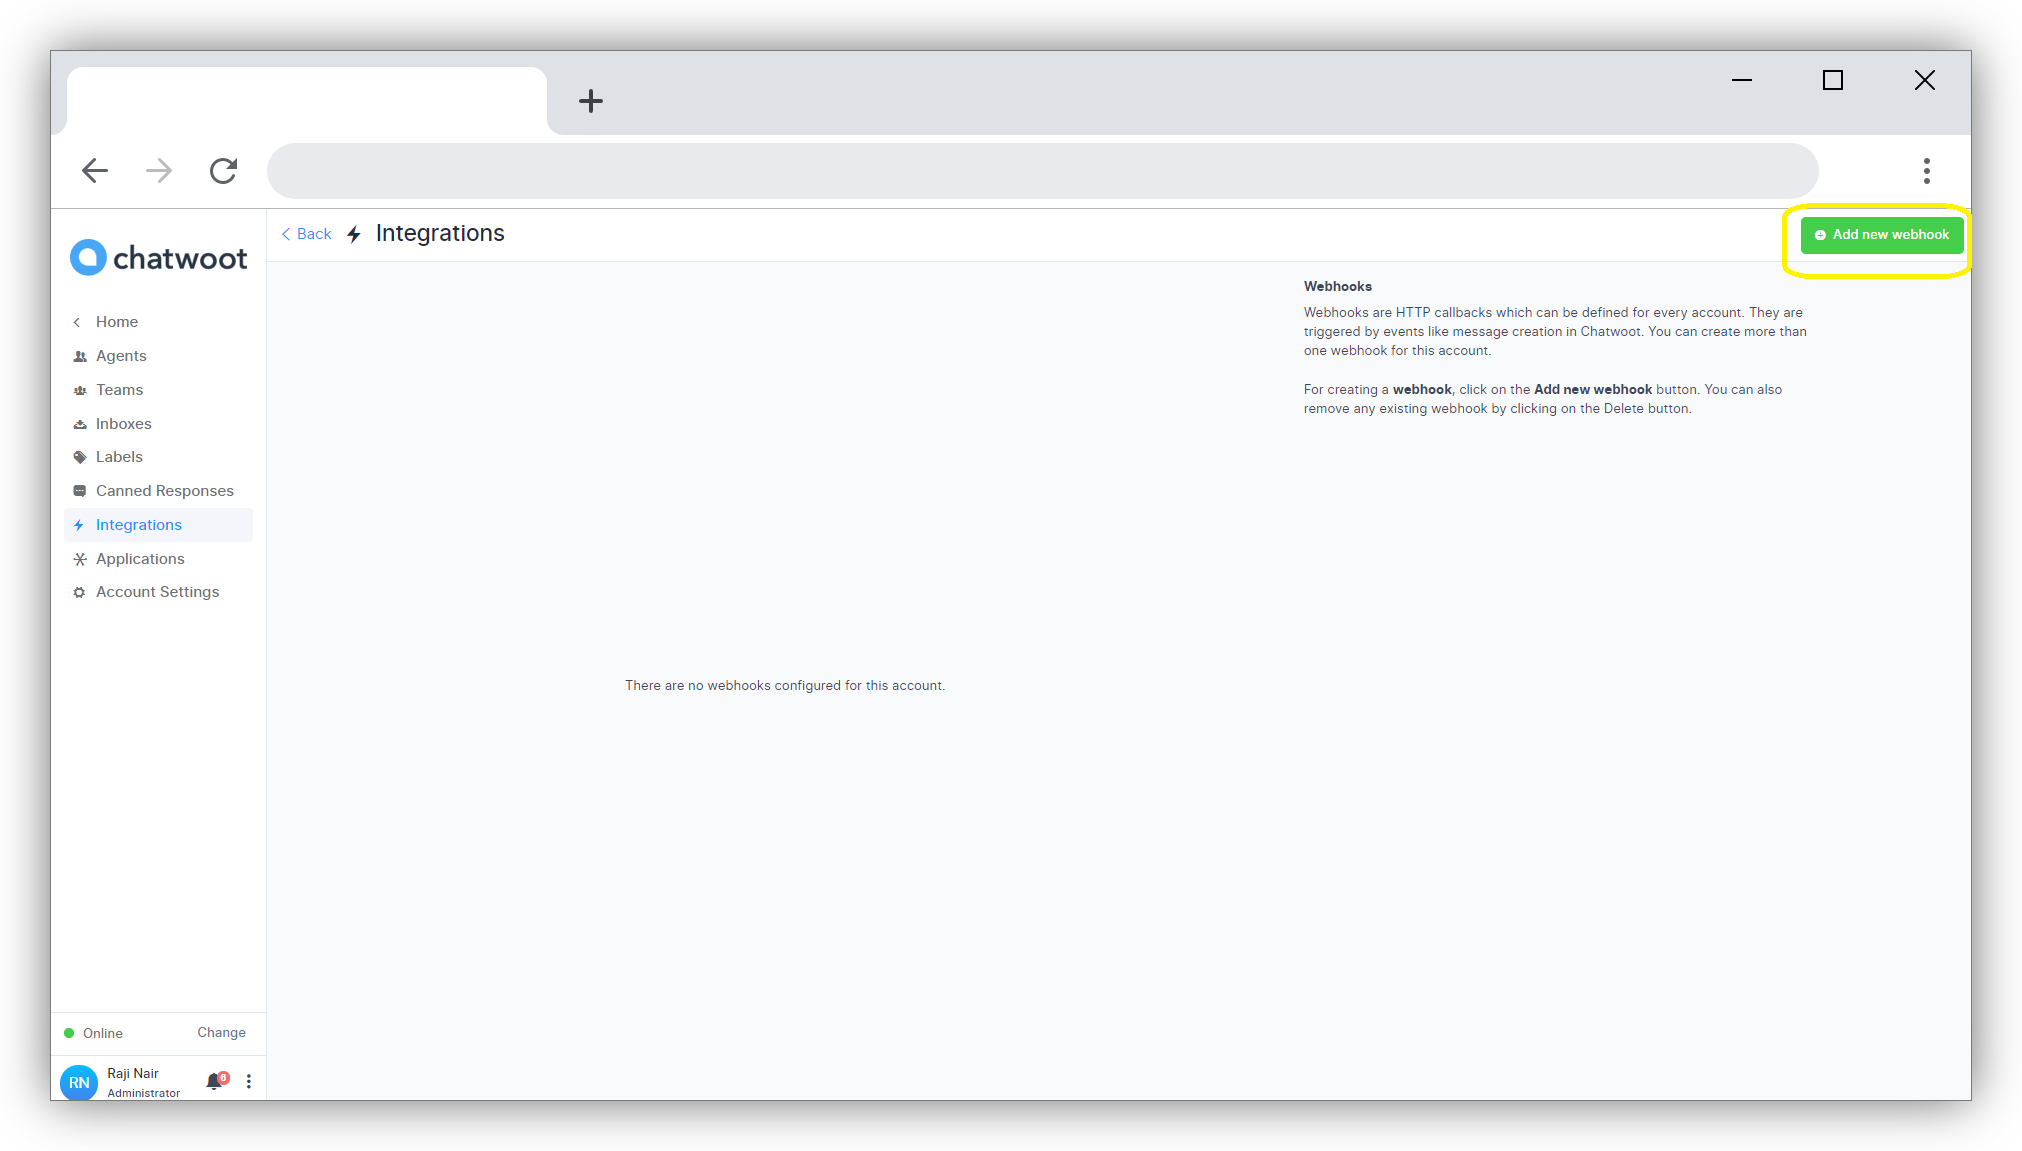 chatwoot
Home
Agents
Teams
Inboxes
Labels
Canned Responses
Integrations
Applications
Account Settings
Online Change
RN
Raji Nair
Administrator
6
Back Integrations
Add new webhook
Webhooks
Webhooks are HTTP callbacks which can be defined for every account. They are
triggered by events like message creation in Chatwoot. You can create more than
one webhook for this account.
For creating a webhook, click on the Add new webhook button. You can also
remove any existing webhook by clicking on the Delete button.
There are no webhooks configured for this account.